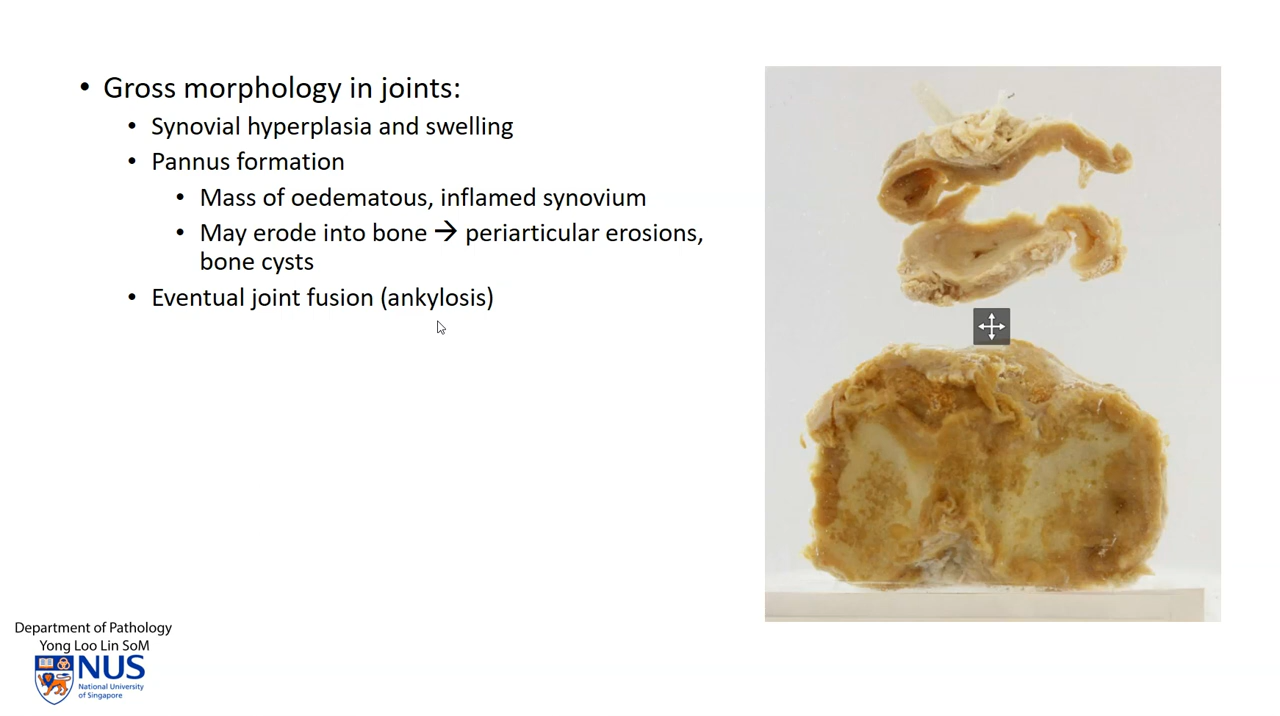 • Gross morphology in joints:
• Synovial hyperplasia and swelling
• Pannus formation
• Mass of oedematous, inflamed synovium
• May erode into bone → periarticular erosions,
bone cysts
• Eventual joint fusion (ankylosis)
Department of Pathology
Yong Loo Lin SoM
NUS
National University
of Singapore